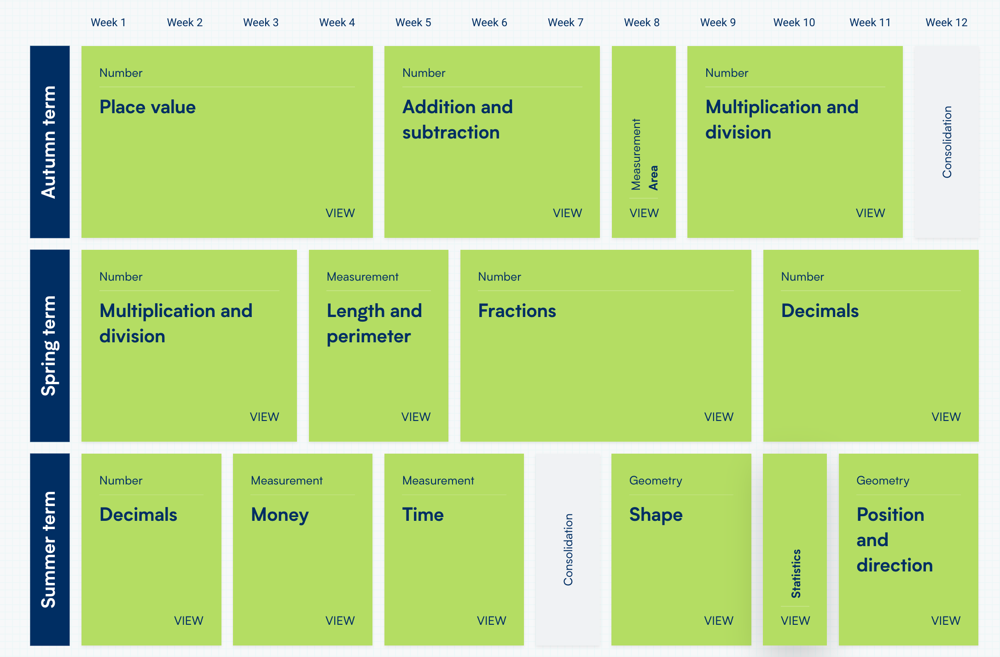 Week 1
Week 2
Week 3
Week 4
Week 5
Week 6
Week 7
Week 8
Week 9
Week 10
Week 11
Week 12
Autumn term
Number
Place value
VIEW
Number
Addition and
subtraction
VIEW
Measurement
Area
VIEW
Number
Multiplication and
division
VIEW
Consolidation
Spring term
Number
Multiplication and
division
VIEW
Measurement
Length and
perimeter
VIEW
Number
Fractions
VIEW
Number
Decimals
VIEW
Summer term
Number
Decimals
VIEW
Measurement
Money
VIEW
Measurement
Time
VIEW
Consolidation
Geometry
Shape
VIEW
Statistics
VIEW
Geometry
Position
and
direction
VIEW